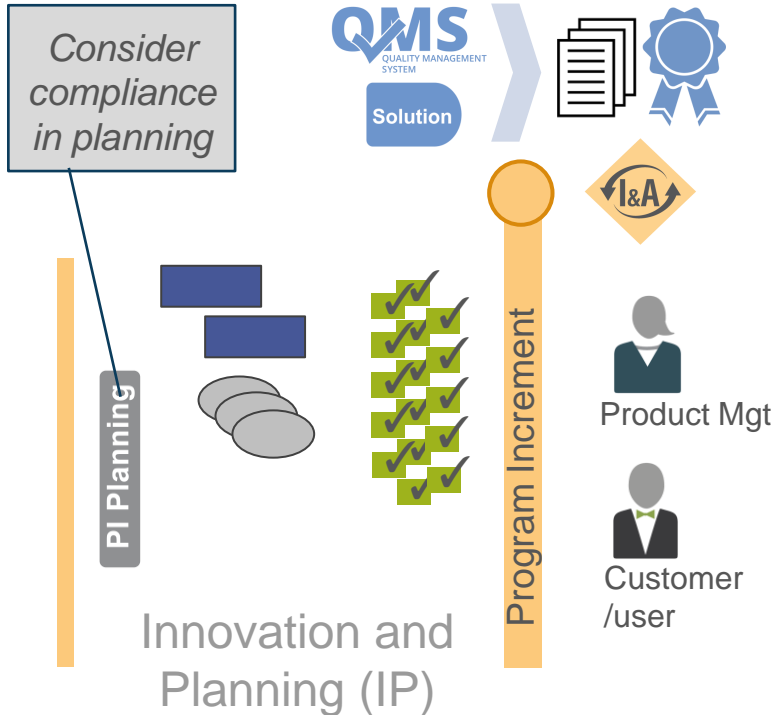 Consider
compliance
in planning
QMS
QUALITY MANAGEMENT
SYSTEM
Solution
I&A
PI Planning
Program Increment
Product Mgt
Customer
/user
Innovation and
Planning (IP)